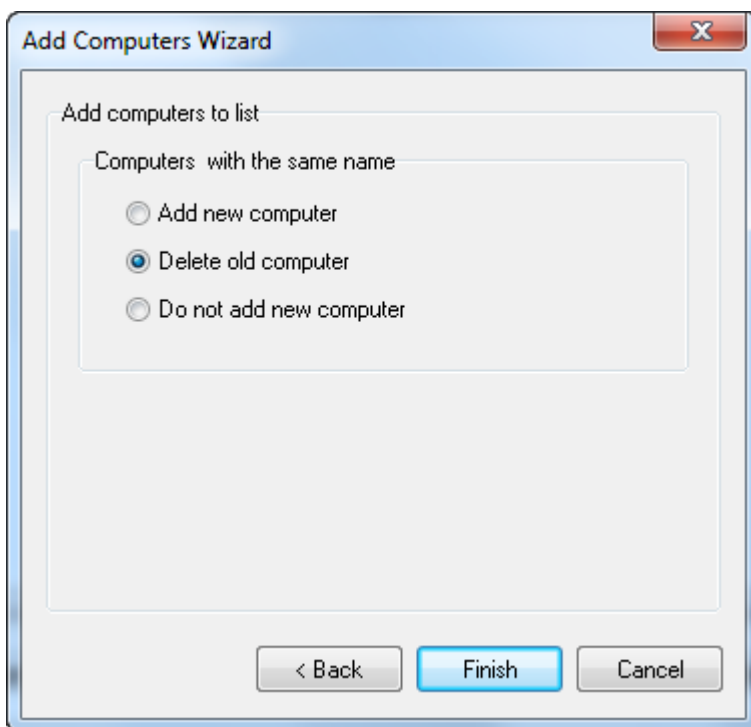 Add Computers Wizard
Add computers to list
Computers  with the same name
Add new computer
Delete old computer
Do not add new computer
< Back Finish Cancel